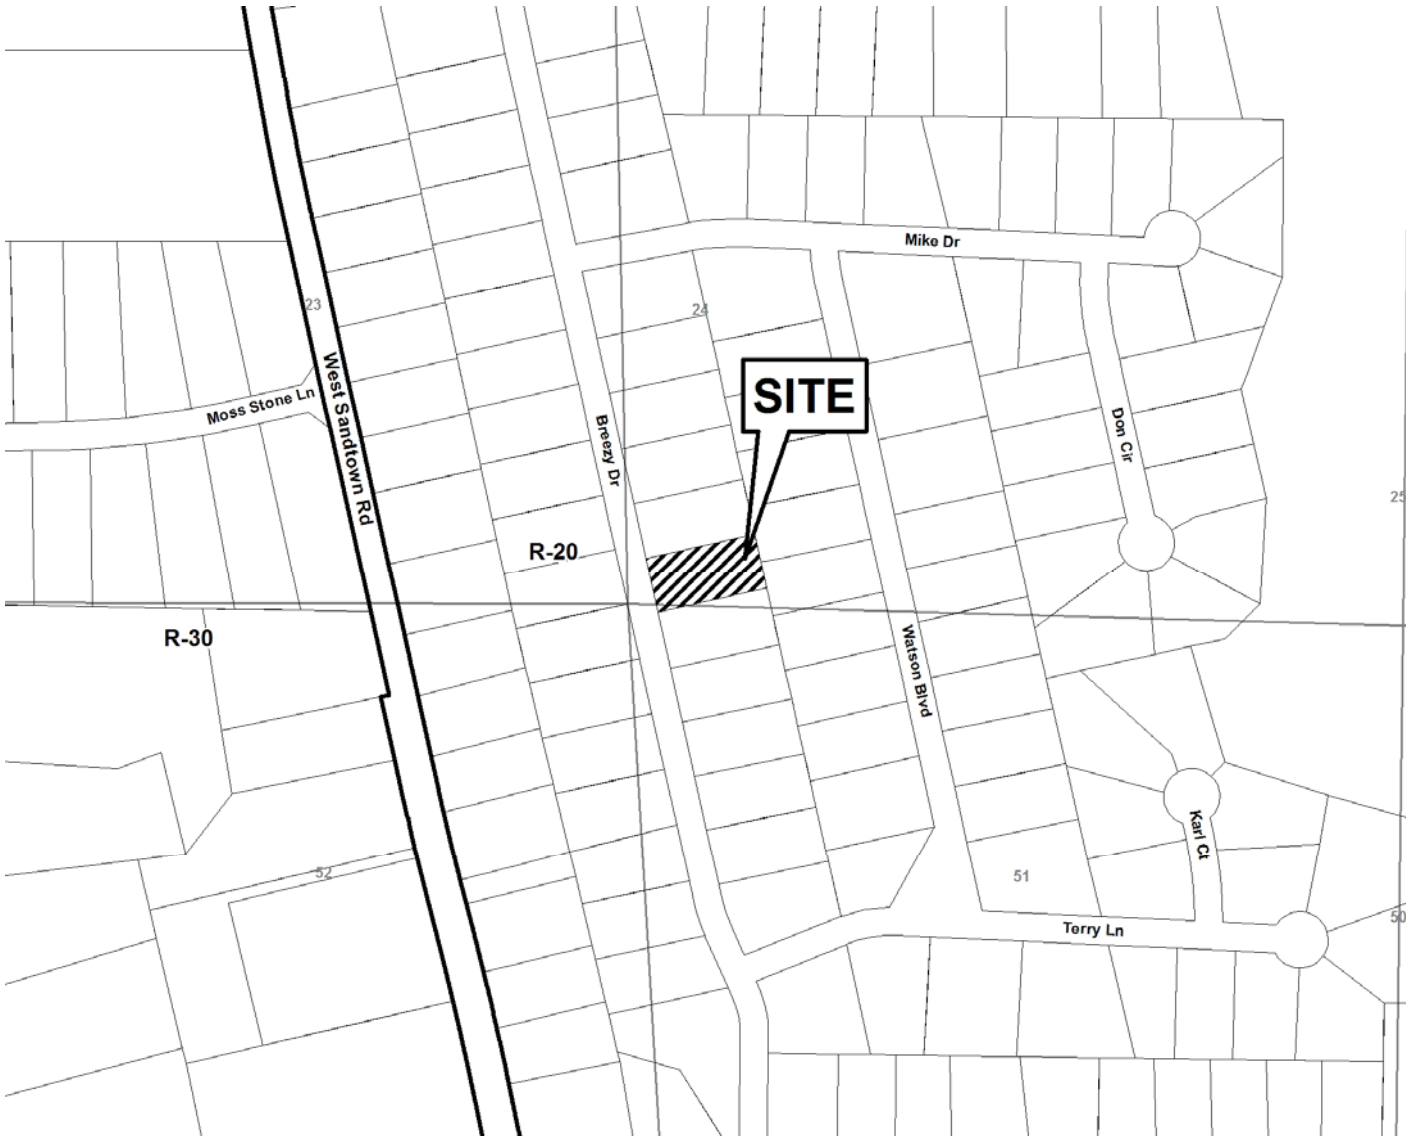 Mike Dr
23
24
West Sandtown Rd
SITE
Moss Stone Ln
Breezy Dr
Don Cir
25
R-20
R-30
Watson Blvd
Karl Ct
52
51
50
Terry Ln